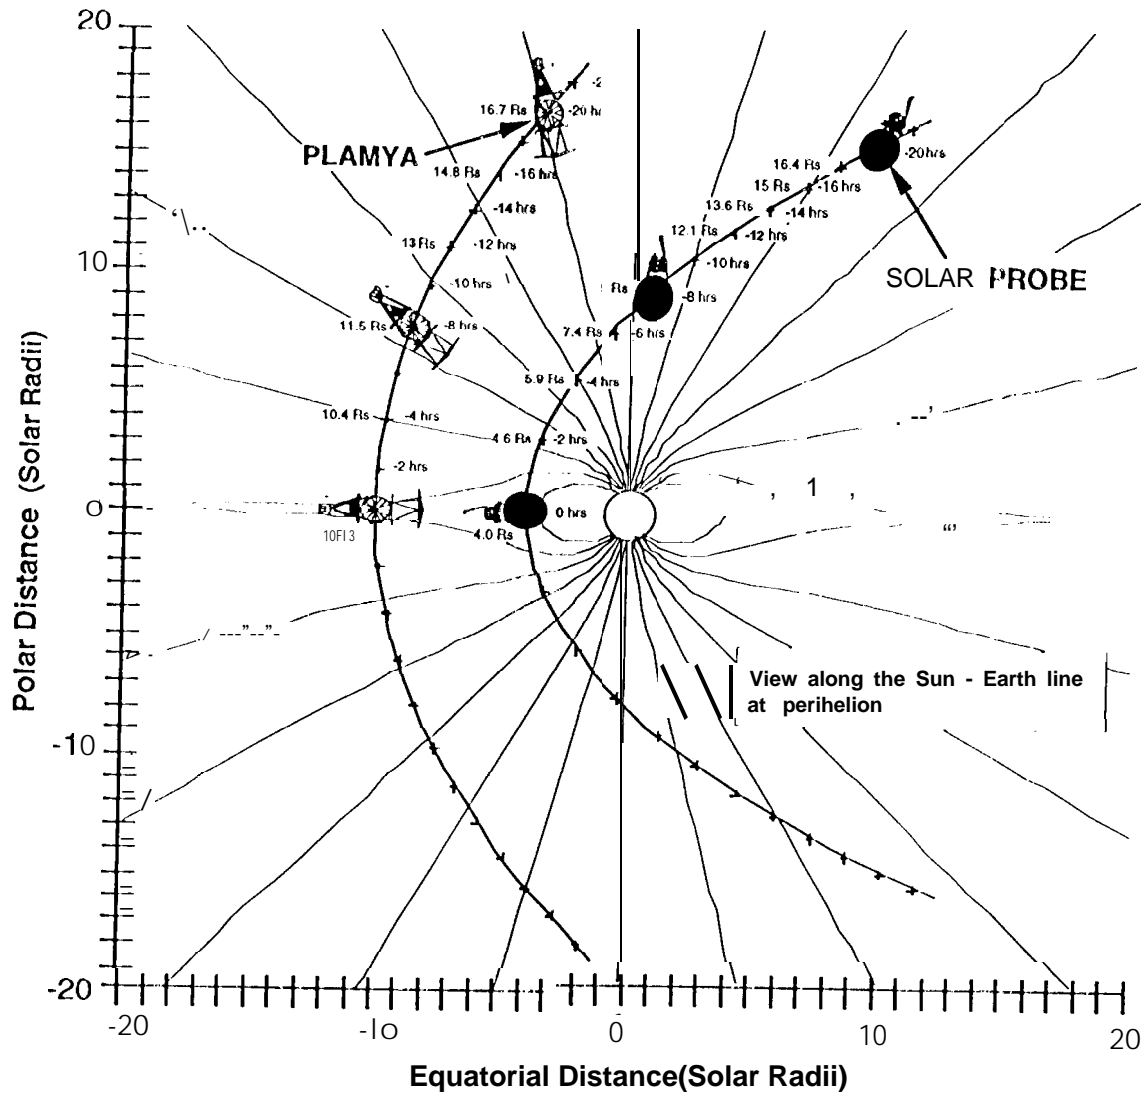 20
10
0
-10
-20
Polar Distance (Solar Radii)
16.7 Rs
PLAMYA
14.8 Rs
-16 hrs
-14 hrs
13 Rs
-12 hrs
-10 hrs
11.5 Rs
-8 hrs
10.4 Rs
-4 hrs
-2 hrs
10FI3
16.4 Rs
-20 hrs
15 Rs
-16 hrs
13.6 Rs
-14 hrs
12.1 Rs
-12 hrs
-10 hrs
SOLAR PROBE
Rs
-8 hrs
7.4 Rs
-6 hrs
5.9 Rs
-4 hrs
4.6 Rs
-2 hrs
0 hrs
4.0 Rs
1
View along the Sun - Earth line
at perihelion
-20
-Io
0
10
20
Equatorial Distance(Solar Radii)